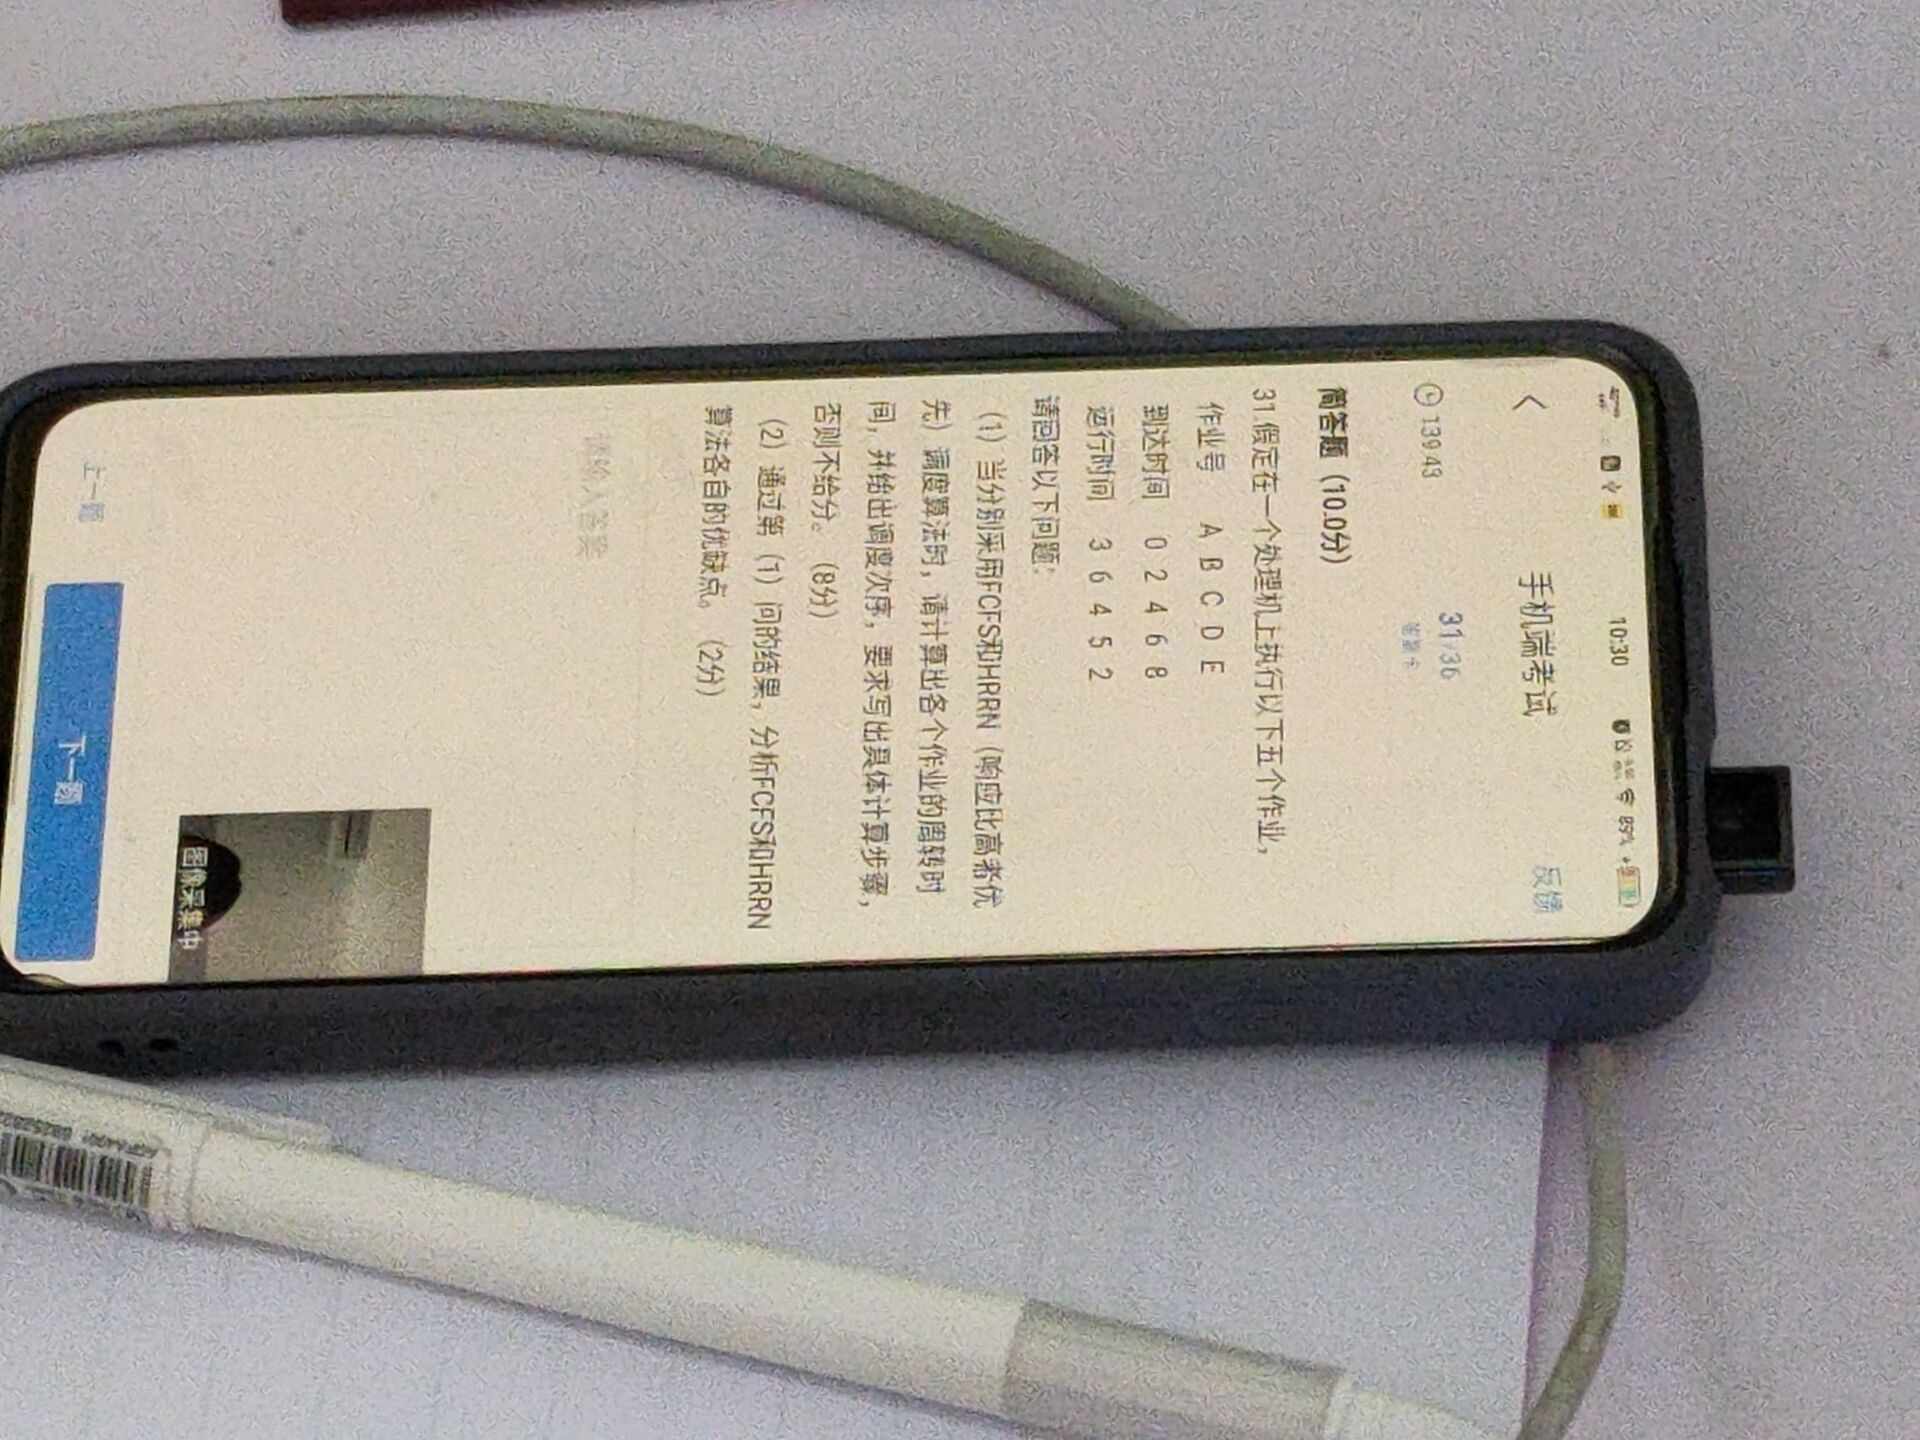 10:30
89%
手机端考试
反馈
139:43
31/36
答题卡
简答题（10.0分）
31.假定在一个处理机上执行以下五个作业，
作业号 A B C D E
到达时间 0 2 4 6 8
运行时间 3 6 4 5 2
请回答以下问题：
（1）当分别采用FCFS和HRRN（响应比高者优
先）调度算法时，请计算出各个作业的周转时
间，并给出调度次序，要求写出具体计算步骤，
否则不给分。（8分）
（2）通过第（1）问的结果，分析FCFS和HRRN
算法各自的优缺点。（2分）
请输入答案
图像采集中
上一题
下一题